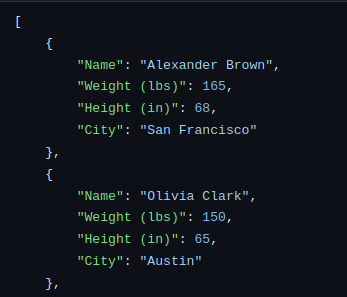 [
    {
        "Name": "Alexander Brown",
        "Weight (lbs)": 165,
        "Height (in)": 68,
        "City": "San Francisco"
    },
    {
        "Name": "Olivia Clark",
        "Weight (lbs)": 150,
        "Height (in)": 65,
        "City": "Austin"
    },